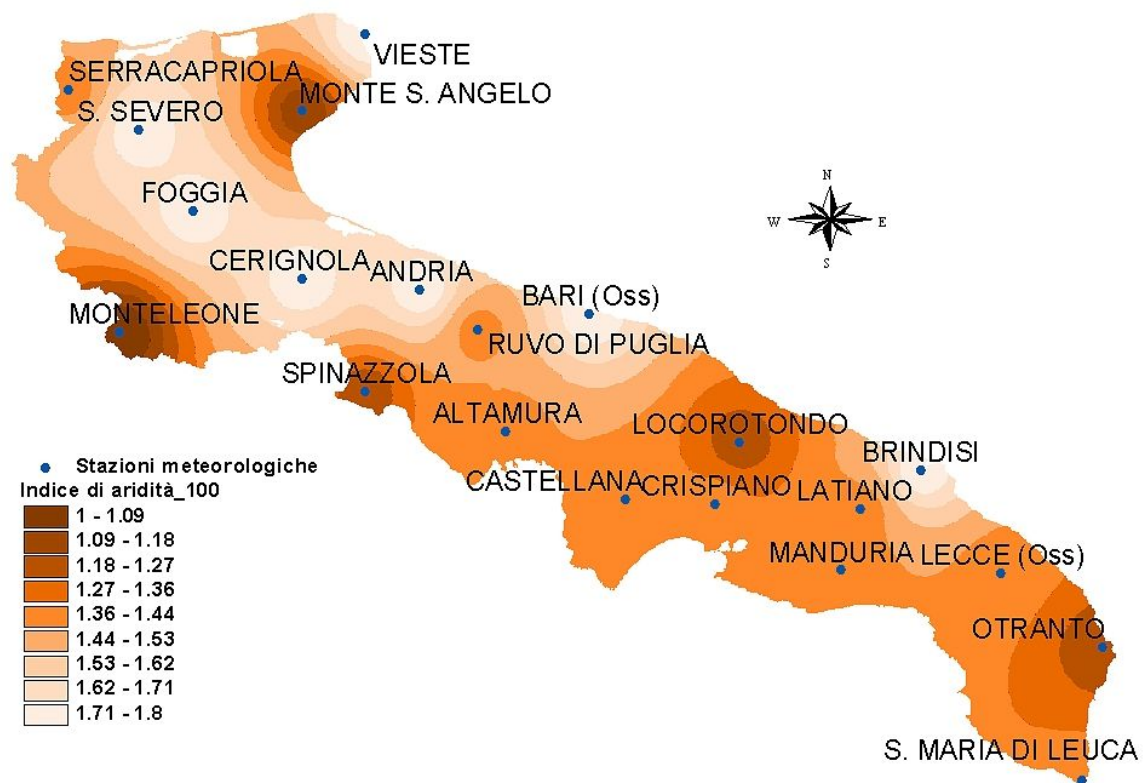 VIESTE
SERRACAPRIOLA
MONTE S. ANGELO
S. SEVERO
FOGGIA
N
W
E
S
CERIGNOLA
ANDRIA
BARI (Oss)
MONTELEONE
RUVO DI PUGLIA
SPINAZZOLA
ALTAMURA
LOCOROTONDO
BRINDISI
CASTELLANA
CRISPIANO
LATIANO
MANDURIA
LECCE (Oss)
OTRANTO
S. MARIA DI LEUCA
Stazioni meteorologiche
Indice di aridità_100
1 - 1.09
1.09 - 1.18
1.18 - 1.27
1.27 - 1.36
1.36 - 1.44
1.44 - 1.53
1.53 - 1.62
1.62 - 1.71
1.71 - 1.8